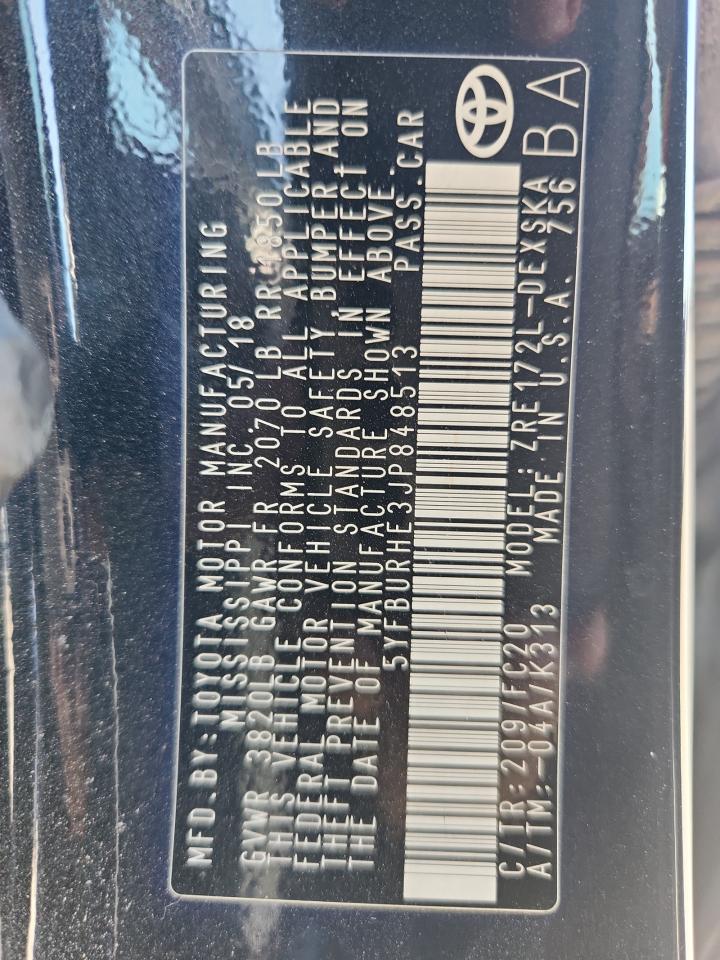 MFD.BY:TOYOTA MOTOR MANUFACTURING
MISSISSIPPI INC. 05/18
GVWR 3820LB GAWR FR 2070 LB RR 1850 LB
THIS VEHICLE CONFORMS TO ALL APPLICABLE
FEDERAL MOTOR VEHICLE SAFETY, BUMPER AND
THEFT PREVENTION STANDARDS IN EFFECT ON
THE DATE OF MANUFACTURE SHOWN ABOVE.
5YFBURHE3JP848513 PASS.CAR
C/TR:209/FC20 MODEL:ZRE172L-DEXSKA
A/TM:-04A/K313 MADE IN U.S.A. 756
BA